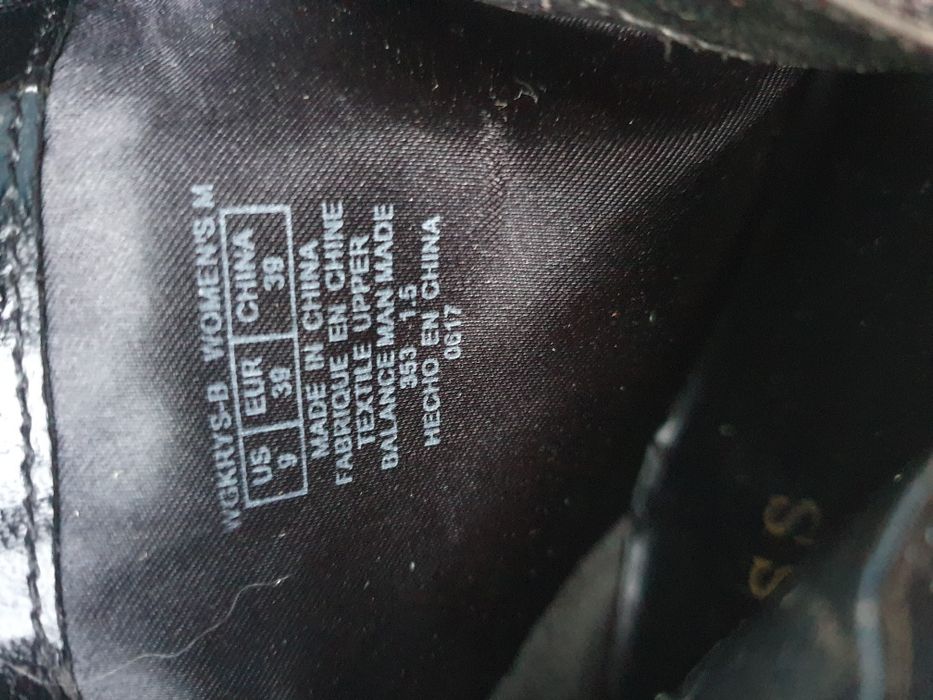 WGKRYS-B WOMEN'S M
US EUR CHINA
9 39 39
MADE IN CHINA
FABRIQUE EN CHINE
TEXTILE UPPER
BALANCE MAN MADE
353 1.5
HECHO EN CHINA
0617
S S